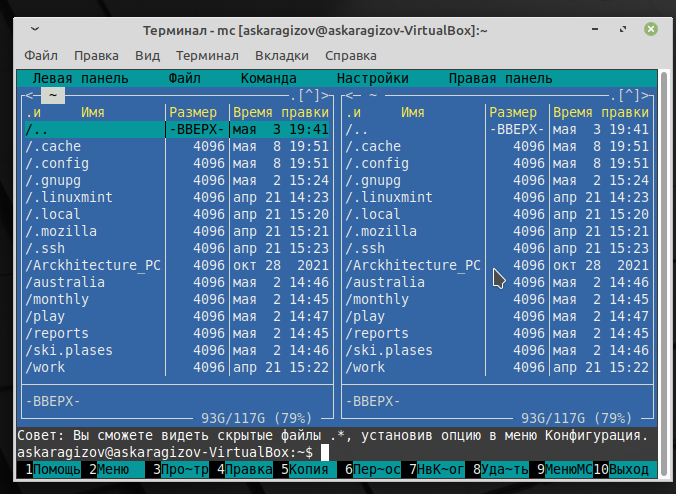 Терминал - mc [askaragizov@askaragizov-VirtualBox]:~
Файл Правка Вид Терминал Вкладки Справка
Левая панель Файл Команда Настройки Правая панель
<─ ~ .[^]> <─ ~ .[^]>
.и Имя Размер Время правки .и Имя Размер Время правки
/.. -ВВЕРХ- мая 3 19:41 /.. -ВВЕРХ- мая 3 19:41
/.cache 4096 мая 8 19:51 /.cache 4096 мая 8 19:51
/.config 4096 мая 8 19:51 /.config 4096 мая 8 19:51
/.gnupg 4096 мая 2 15:24 /.gnupg 4096 мая 2 15:24
/.linuxmint 4096 апр 21 14:23 /.linuxmint 4096 апр 21 14:23
/.local 4096 апр 21 15:20 /.local 4096 апр 21 15:20
/.mozilla 4096 апр 21 15:21 /.mozilla 4096 апр 21 15:21
/.ssh 4096 апр 21 15:23 /.ssh 4096 апр 21 15:23
/Arckhitecture_PC 4096 окт 28 2021 /Arckhitecture_PC 4096 окт 28 2021
/australia 4096 мая 2 14:46 /australia 4096 мая 2 14:46
/monthly 4096 мая 2 14:45 /monthly 4096 мая 2 14:45
/play 4096 мая 2 14:47 /play 4096 мая 2 14:47
/reports 4096 мая 2 14:45 /reports 4096 мая 2 14:45
/ski.plases 4096 мая 2 14:46 /ski.plases 4096 мая 2 14:46
/work 4096 апр 21 15:22 /work 4096 апр 21 15:22
-ВВЕРХ- -ВВЕРХ-
93G/117G (79%) 93G/117G (79%)
Совет: Вы сможете видеть скрытые файлы .*, установив опцию в меню Конфигурация.
askaragizov@askaragizov-VirtualBox:~$
1Помощь 2Меню 3Про~тр 4Правка 5Копия 6Пер~ос 7НвК~ог 8Уда~ть 9МенюМС 10Выход